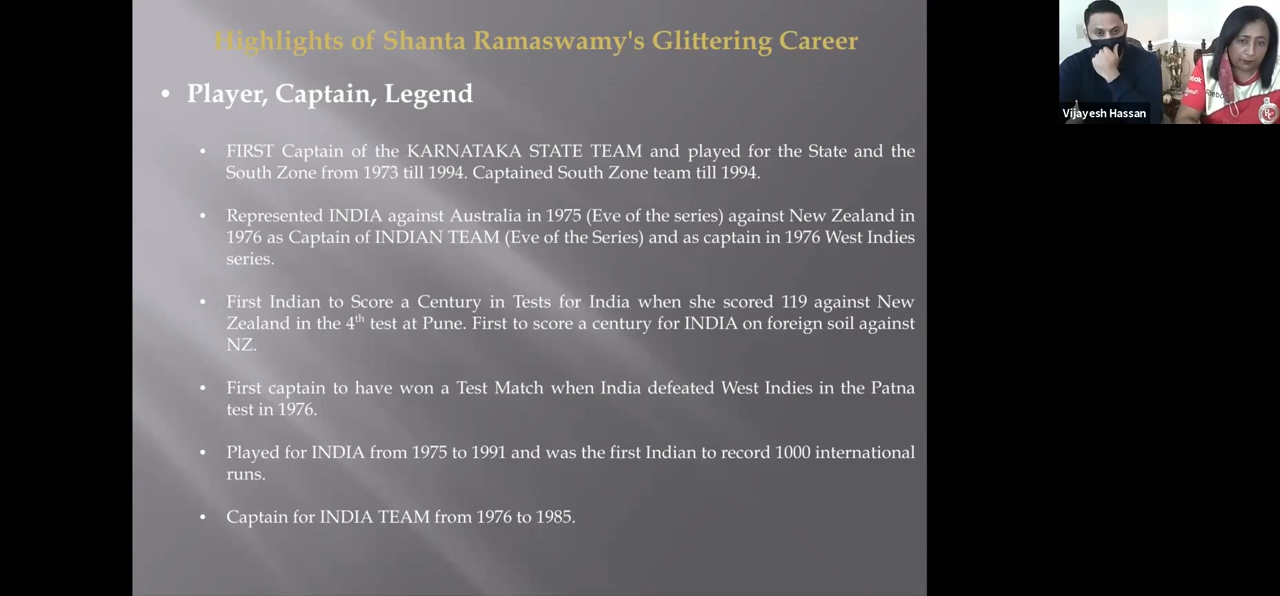 Highlights of Shanta Ramaswamy's Glittering Career
• Player, Captain, Legend
• FIRST Captain of the KARNATAKA STATE TEAM and played for the State and the
South Zone from 1973 till 1994. Captained South Zone team till 1994.
• Represented INDIA against Australia in 1975 (Eve of the series) against New Zealand in
1976 as Captain of INDIAN TEAM (Eve of the Series) and as captain in 1976 West Indies
series.
• First Indian to Score a Century in Tests for India when she scored 119 against New
Zealand in the 4th test at Pune. First to score a century for INDIA on foreign soil against
NZ.
• First captain to have won a Test Match when India defeated West Indies in the Patna
test in 1976.
• Played for INDIA from 1975 to 1991 and was the first Indian to record 1000 international
runs.
• Captain for INDIA TEAM from 1976 to 1985.
Vijayesh Hassan